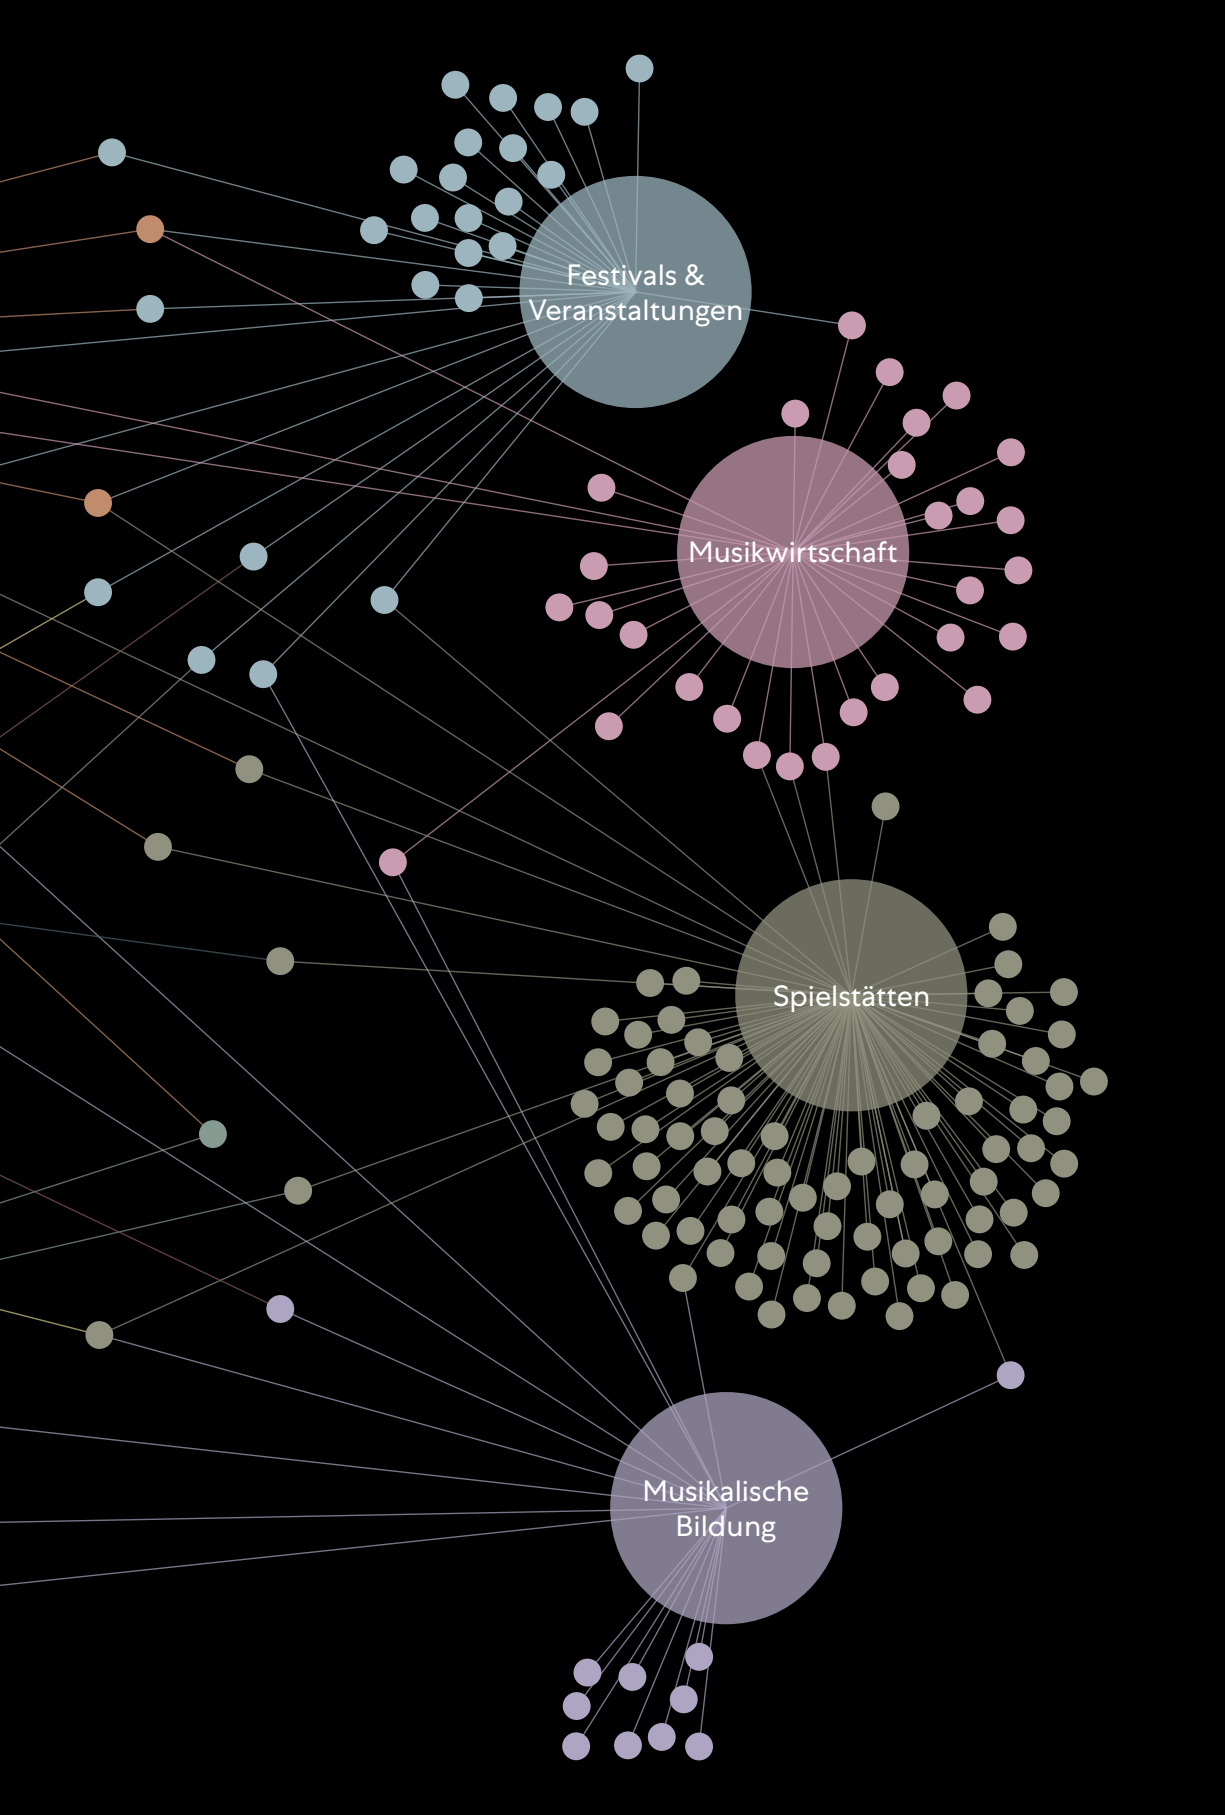 Festivals &
Veranstaltungen
Musikwirtschaft
Spielstätten
Musikalische
Bildung